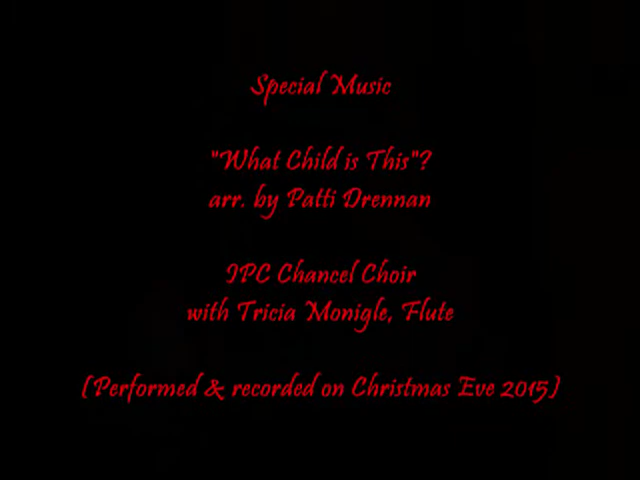 Special Music
"What Child is This"?
arr. by Patti Drennan
IPC Chancel Choir
with Tricia Monigle, Flute
(Performed & recorded on Christmas Eve 2015)